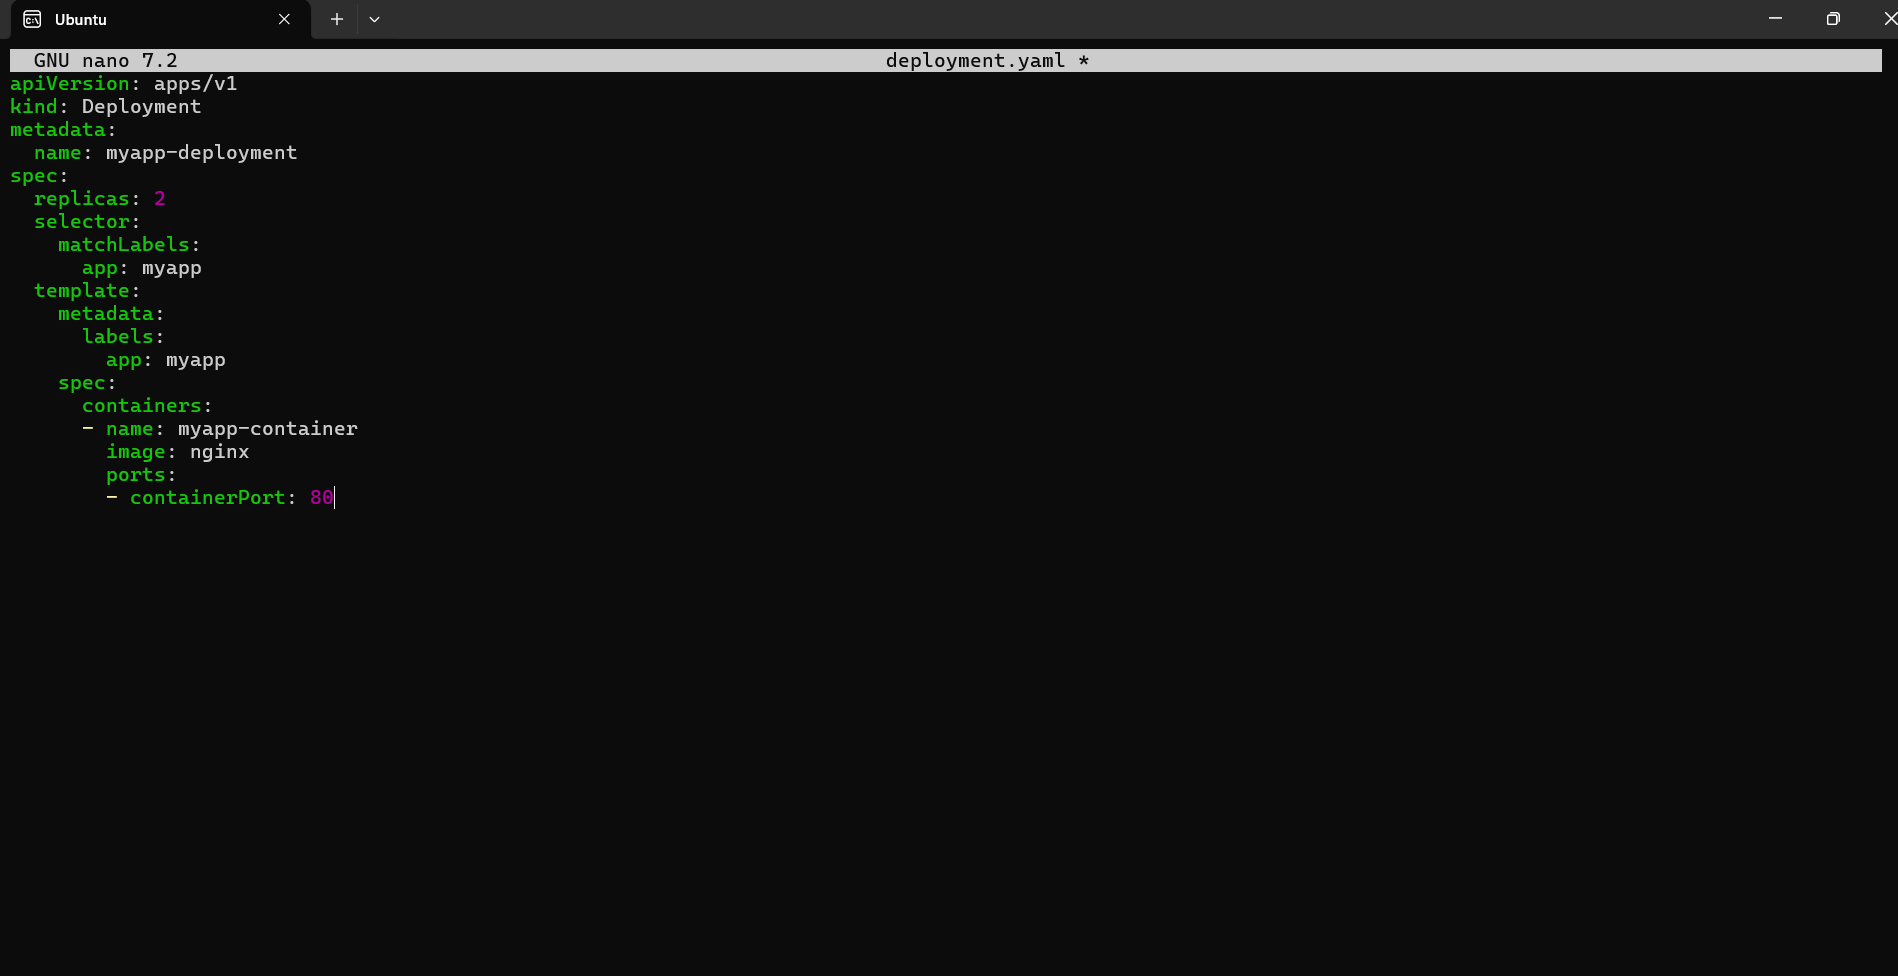 Ubuntu
GNU nano 7.2 deployment.yaml *
apiVersion: apps/v1
kind: Deployment
metadata:
  name: myapp-deployment
spec:
  replicas: 2
  selector:
    matchLabels:
      app: myapp
  template:
    metadata:
      labels:
        app: myapp
    spec:
      containers:
      - name: myapp-container
        image: nginx
        ports:
        - containerPort: 80